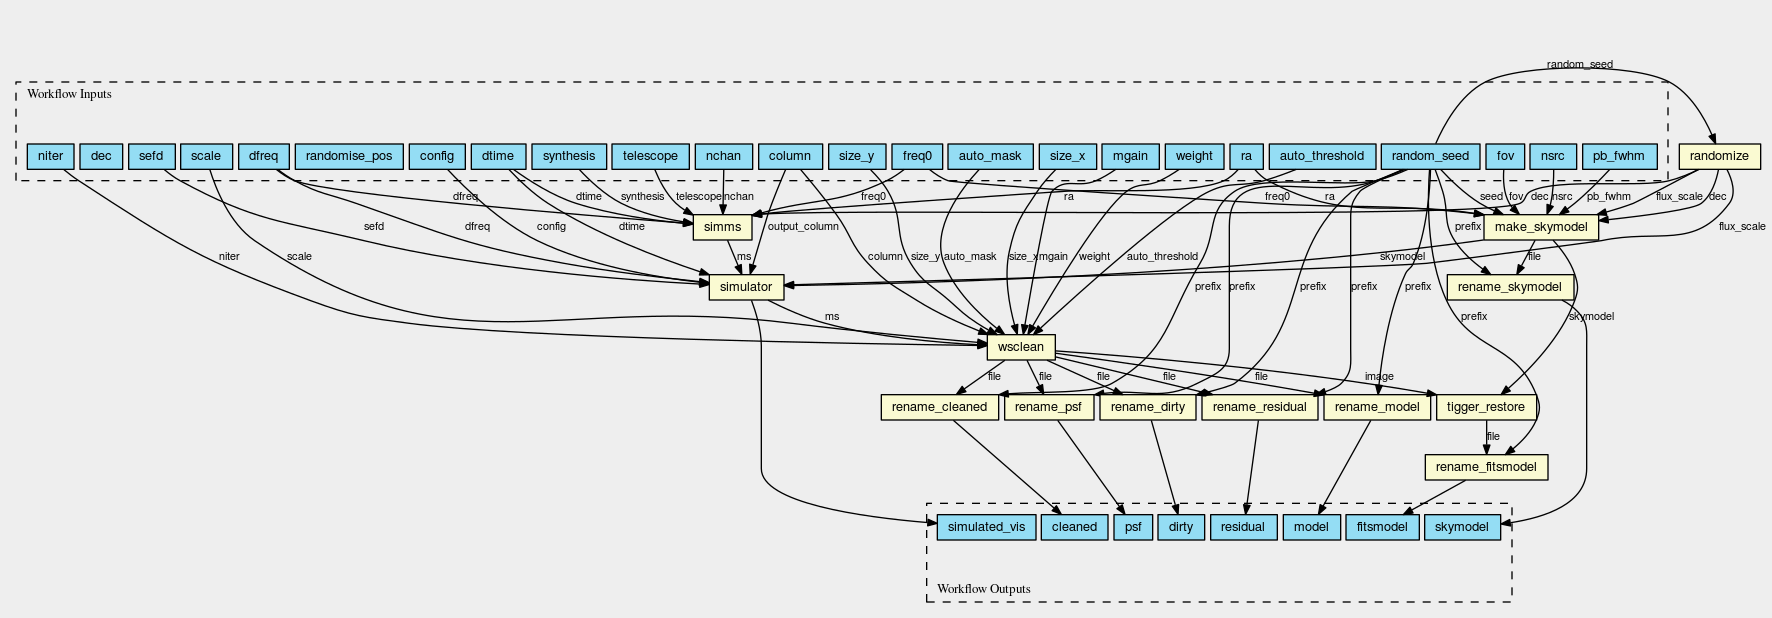 random_seed
Workflow Inputs
niter dec sefd scale dfreq randomise_pos config dtime synthesis telescope nchan column size_y freq0 auto_mask size_x mgain weight ra auto_threshold random_seed fov nsrc pb_fwhm randomize
dfreq dtime synthesis telescope nchan freq0 ra freq0 ra seed fov dec nsrc pb_fwhm flux_scale dec
sefd dfreq config dtime simms output_column prefix make_skymodel flux_scale
niter scale ms column size_y auto_mask size_x mgain weight auto_threshold skymodel file
simulator prefix prefix prefix prefix prefix rename_skymodel
ms prefix skymodel
wsclean
file file file file file image
rename_cleaned rename_psf rename_dirty rename_residual rename_model tigger_restore
file
rename_fitsmodel
simulated_vis cleaned psf dirty residual model fitsmodel skymodel
Workflow Outputs